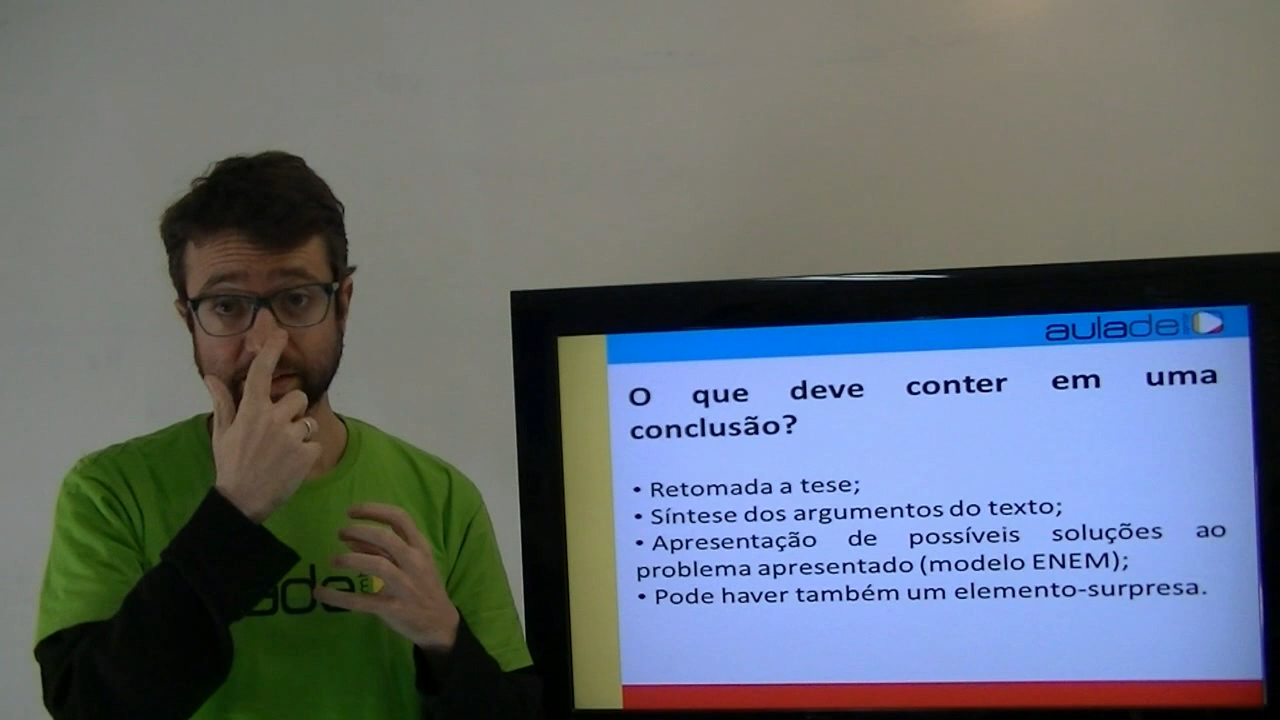 aulade
O que deve conter em uma
conclusão?
• Retomada a tese;
• Síntese dos argumentos do texto;
• Apresentação de possíveis soluções ao
problema apresentado (modelo ENEM);
• Pode haver também um elemento-surpresa.